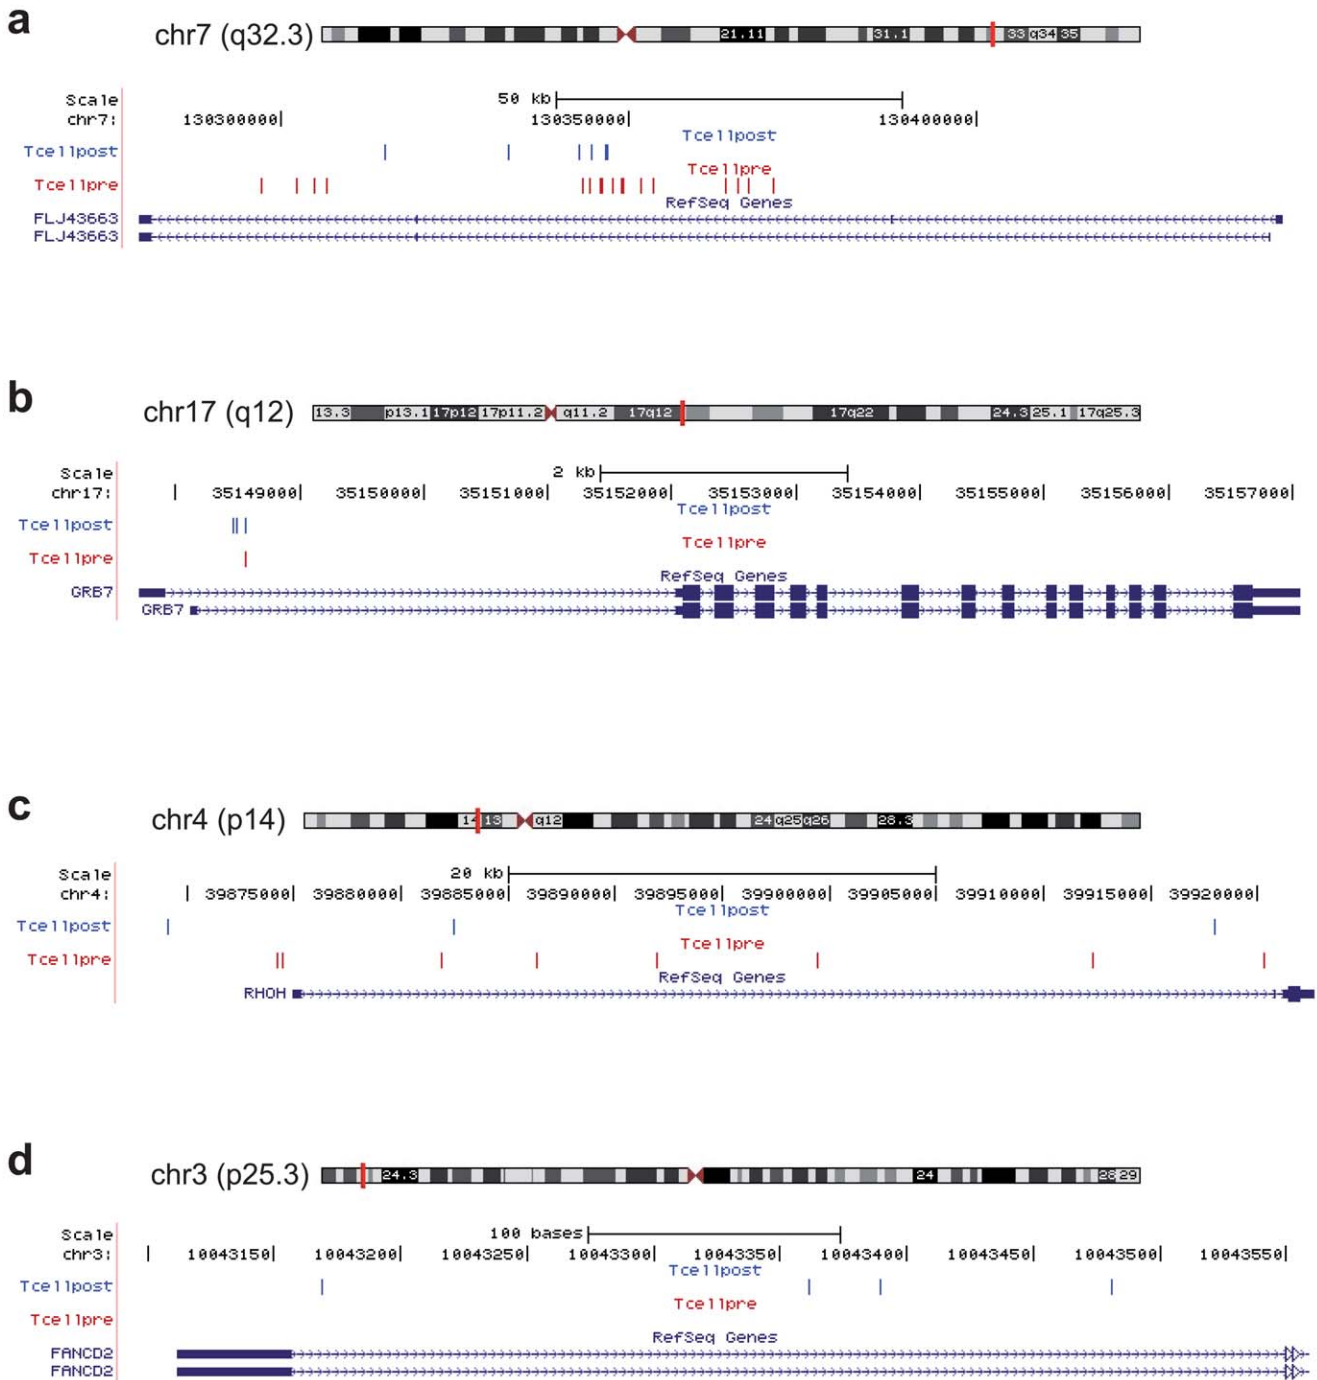 a
chr7 (q32.3) 21.11 31.1 33 q34 35
Scale 50 kb
chr7: 130300000 130350000 130400000
Tcellpost
Tcellpost
Tcellpre
Tcellpre
RefSeq Genes
FLJ43663
FLJ43663
b
chr17 (q12) 13.3 p13.1 17p12 17p11.2 q11.2 17q12 17q22 24.3 25.1 17q25.3
Scale 2 kb
chr17: 35149000 35150000 35151000 35152000 35153000 35154000 35155000 35156000 35157000
Tcellpost
Tcellpost
Tcellpre
Tcellpre
RefSeq Genes
GRB7
GRB7
c
chr4 (p14) 14 13 q12 24 q25 q26 28.3
Scale 20 kb
chr4: 39875000 39880000 39885000 39890000 39895000 39900000 39905000 39910000 39915000 39920000
Tcellpost
Tcellpost
Tcellpre
Tcellpre
RefSeq Genes
RHOH
d
chr3 (p25.3) 24.3 24 28 29
Scale 100 bases
chr3: 10043150 10043200 10043250 10043300 10043350 10043400 10043450 10043500 10043550
Tcellpost
Tcellpost
Tcellpre
Tcellpre
RefSeq Genes
FANCD2
FANCD2